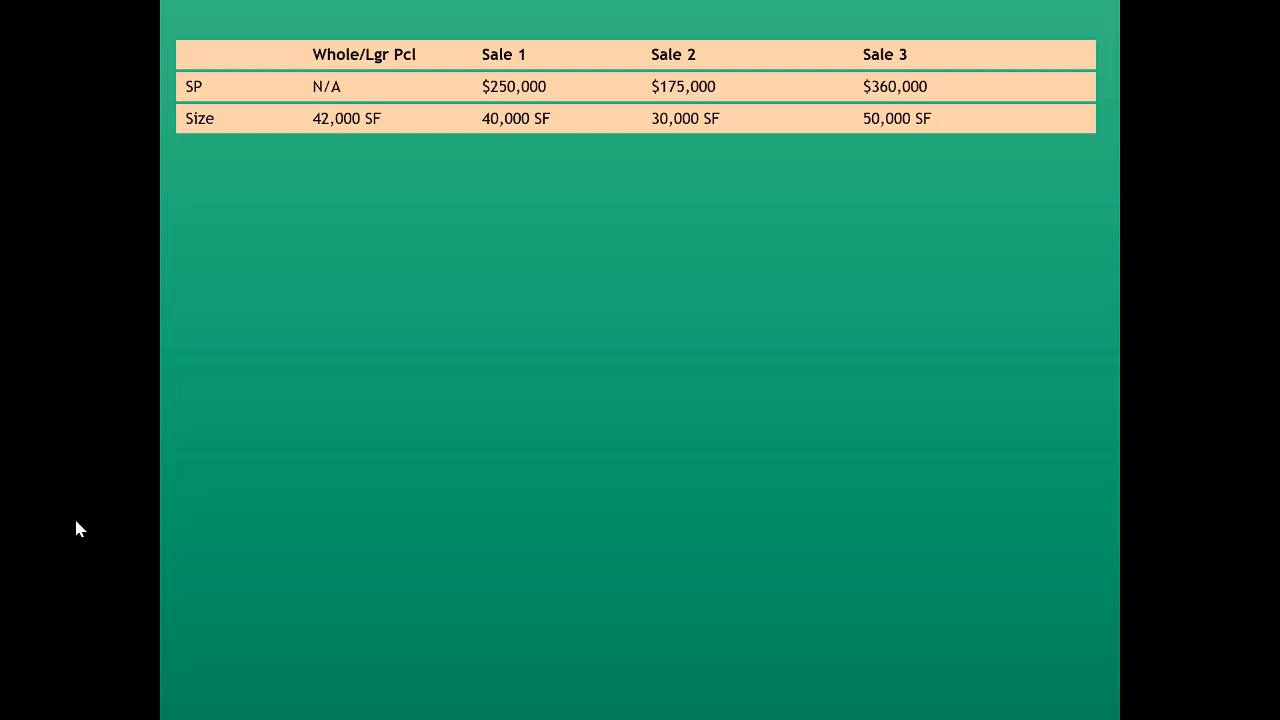 Whole/Lgr Pcl Sale 1 Sale 2 Sale 3
SP N/A $250,000 $175,000 $360,000
Size 42,000 SF 40,000 SF 30,000 SF 50,000 SF